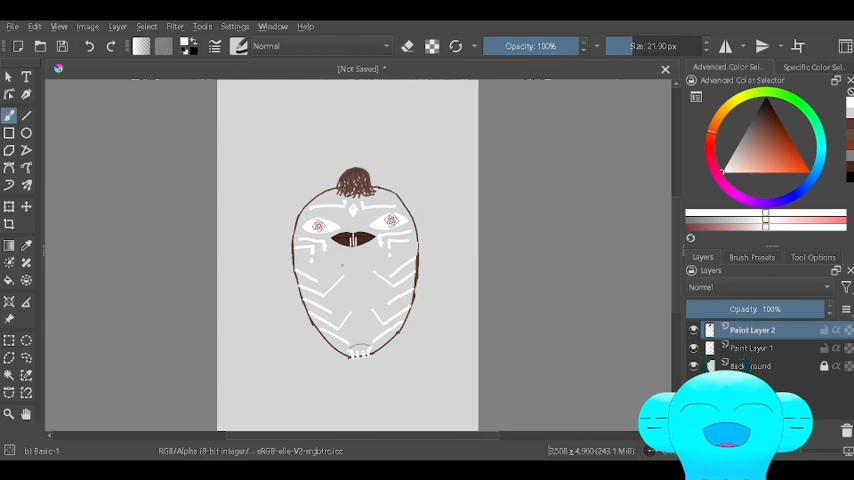 File Edit View Image Layer Select Filter Tools Settings Window Help
Normal Opacity: 100% Size: 21.90 px
[Not Saved] *
Advanced Color Sel... Specific Color Sel...
Advanced Color Selector
Layers Brush Presets Tool Options
Layers
Normal
Opacity: 100%
Paint Layer 2
Paint Layer 1
Background
b) Basic-1 RGB/Alpha (8-bit integer/... sRGB-elle-V2-srgbtrc.icc 3,508 x 4,960 (243.1 MiB)